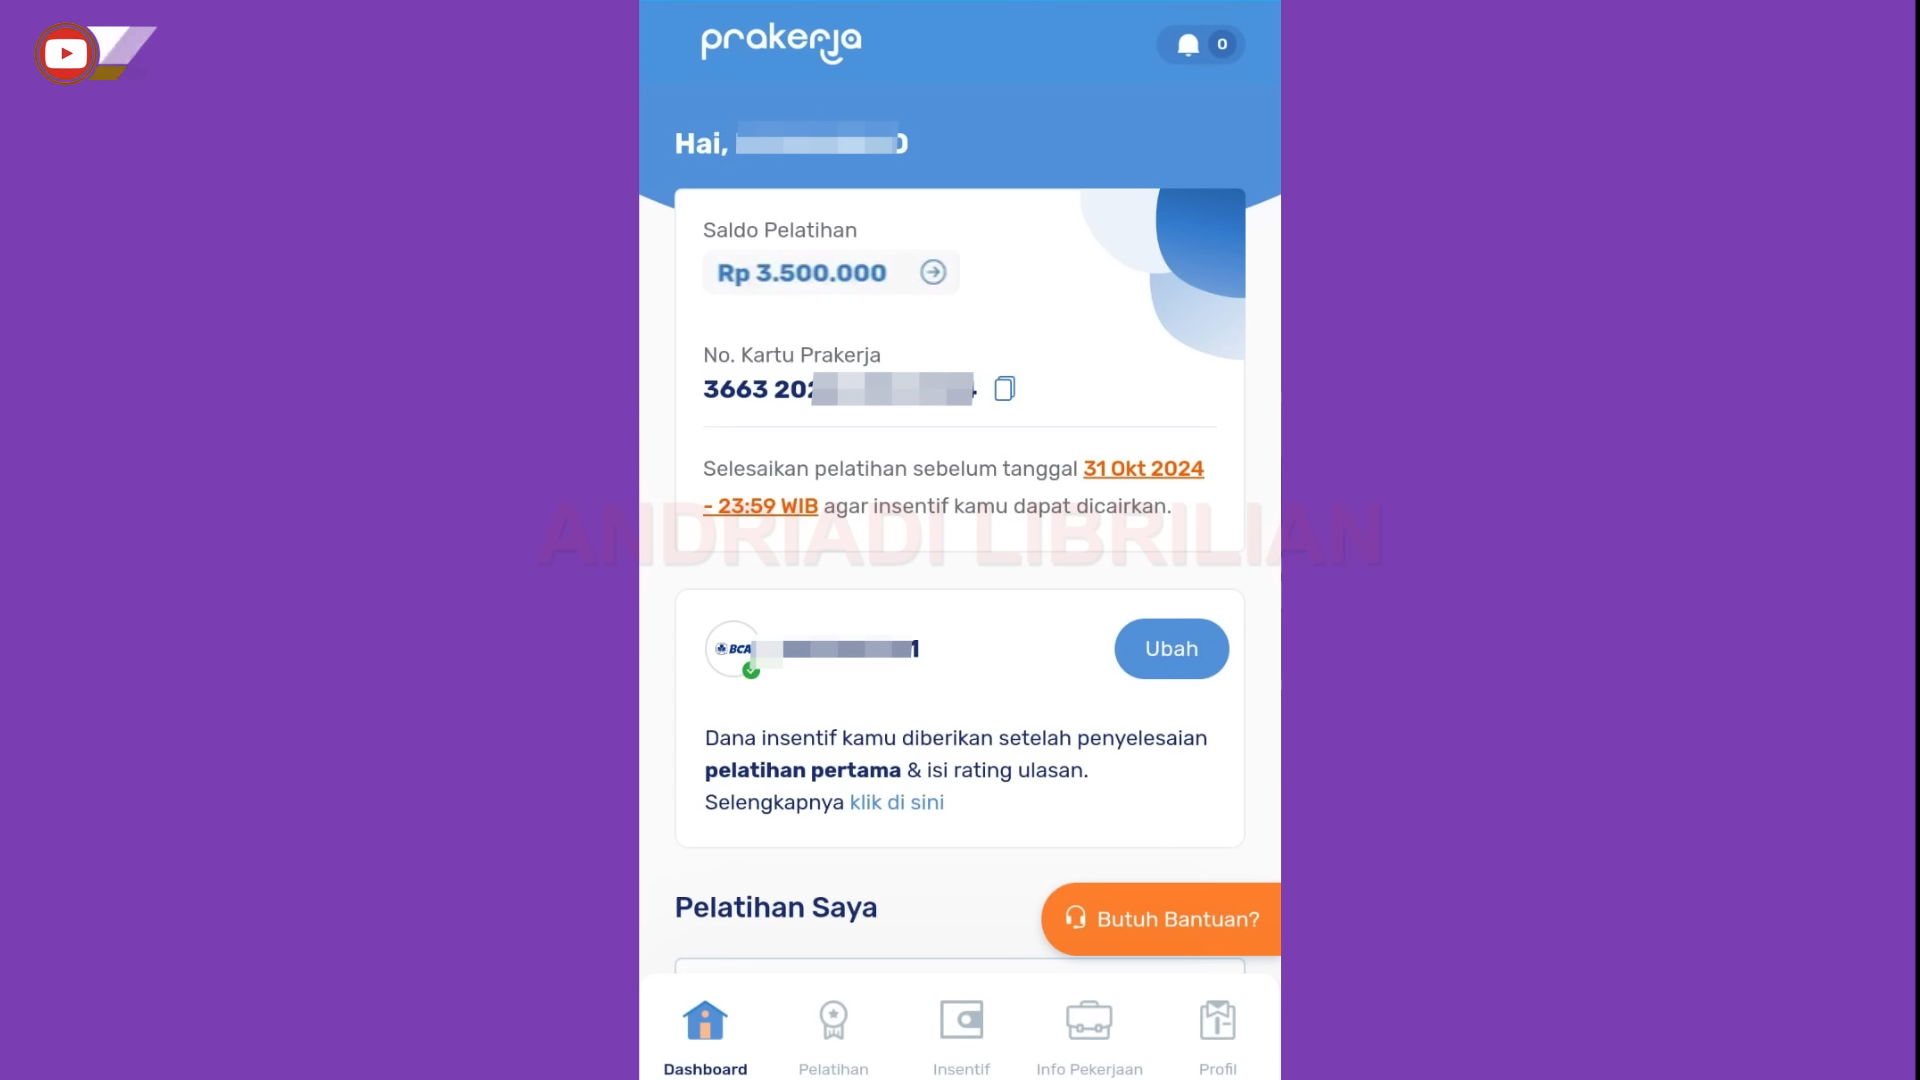 prakerja
0
Hai,
Saldo Pelatihan
Rp 3.500.000
No. Kartu Prakerja
3663 202
Selesaikan pelatihan sebelum tanggal 31 Okt 2024
- 23:59 WIB agar insentif kamu dapat dicairkan.
ANDRIADI LIBRILIAN
BCA
Ubah
Dana insentif kamu diberikan setelah penyelesaian
pelatihan pertama & isi rating ulasan.
Selengkapnya klik di sini
Pelatihan Saya
Butuh Bantuan?
Dashboard
Pelatihan
Insentif
Info Pekerjaan
Profil